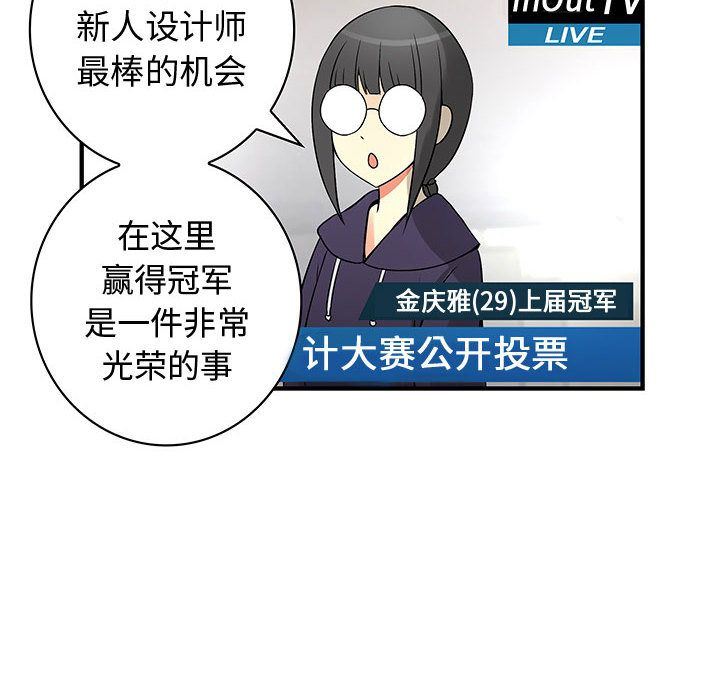 新人设计师
最棒的机会
LIVE
在这里
赢得冠军
是一件非常
光荣的事
金庆雅(29)上届冠军
计大赛公开投票